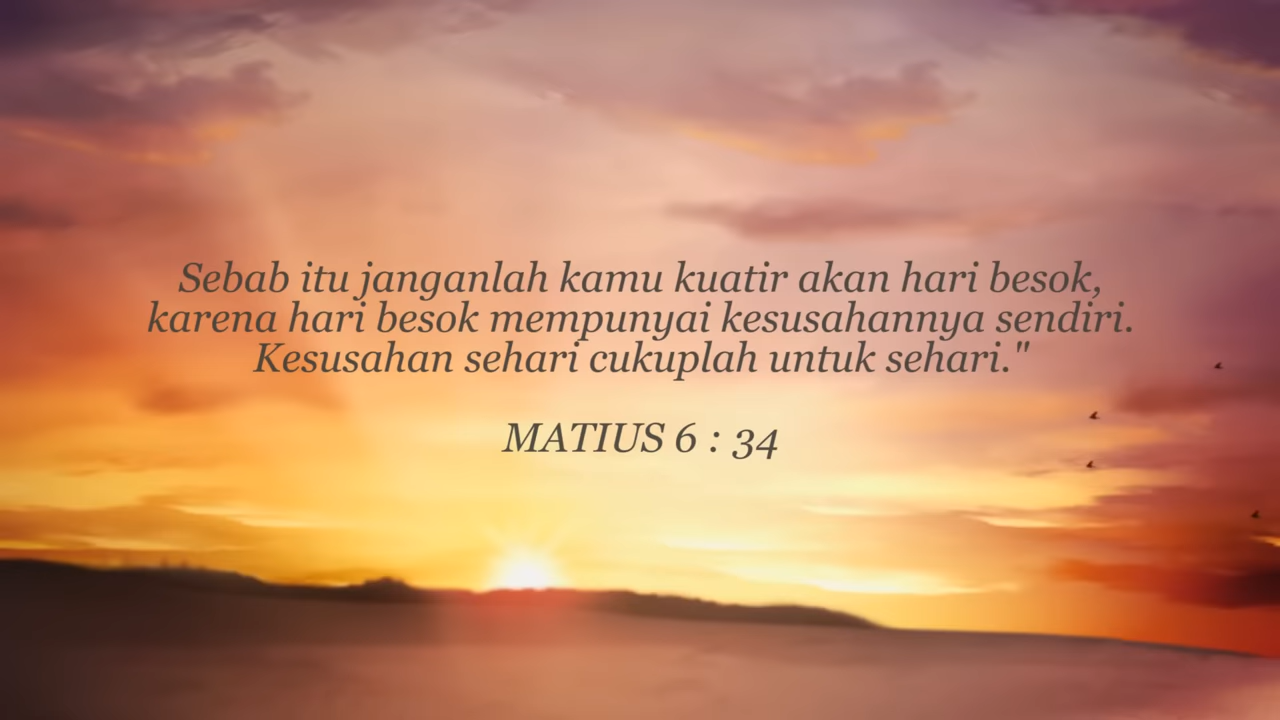 Sebab itu janganlah kamu kuatir akan hari besok,
karena hari besok mempunyai kesusahannya sendiri.
Kesusahan sehari cukuplah untuk sehari."
MATIUS 6 : 34